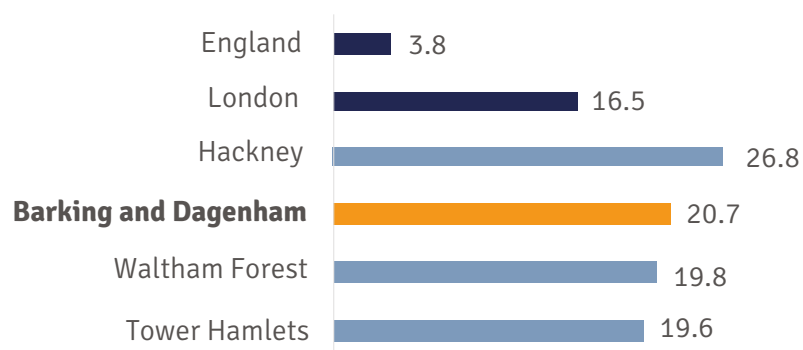 England 3.8
London 16.5
Hackney 26.8
Barking and Dagenham 20.7
Waltham Forest 19.8
Tower Hamlets 19.6